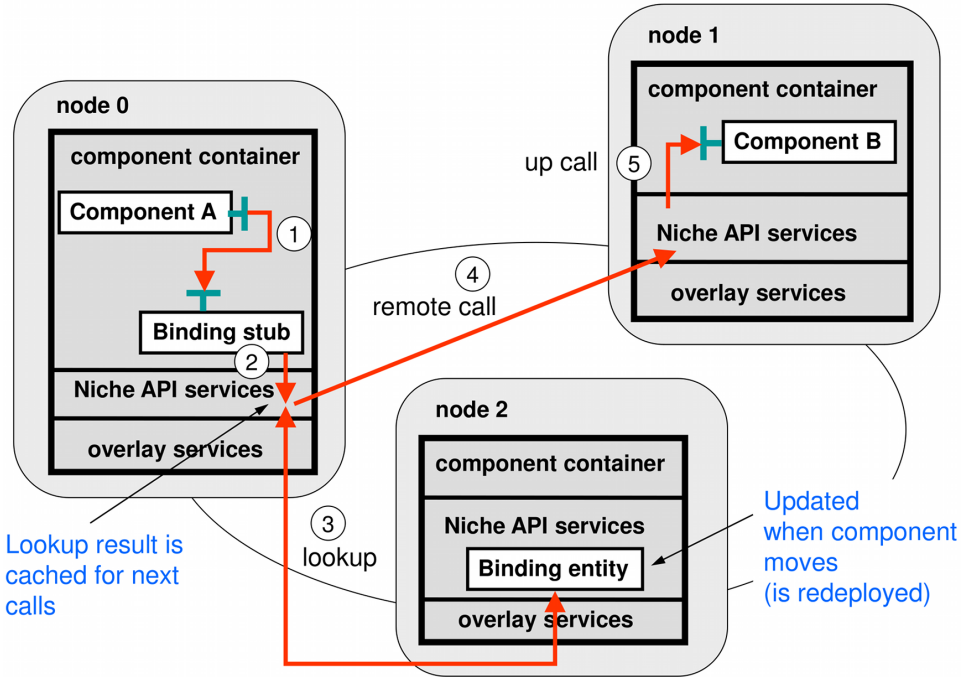 node 0
component container
Component A
1
Binding stub
2
Niche API services
overlay services
Lookup result is
cached for next
calls
3
lookup
4
remote call
node 1
component container
Component B
up call
5
Niche API services
overlay services
node 2
component container
Niche API services
Binding entity
overlay services
Updated
when component
moves
(is redeployed)